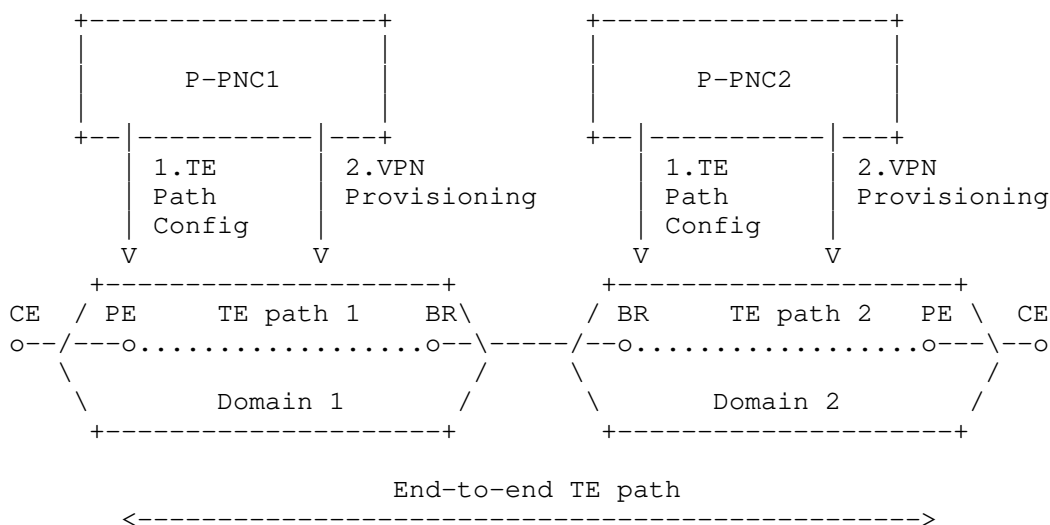 P-PNC1 P-PNC2
1.TE 2.VPN 1.TE 2.VPN
Path Provisioning Path Provisioning
Config Config
CE PE TE path 1 BR BR TE path 2 PE CE
Domain 1 Domain 2
End-to-end TE path